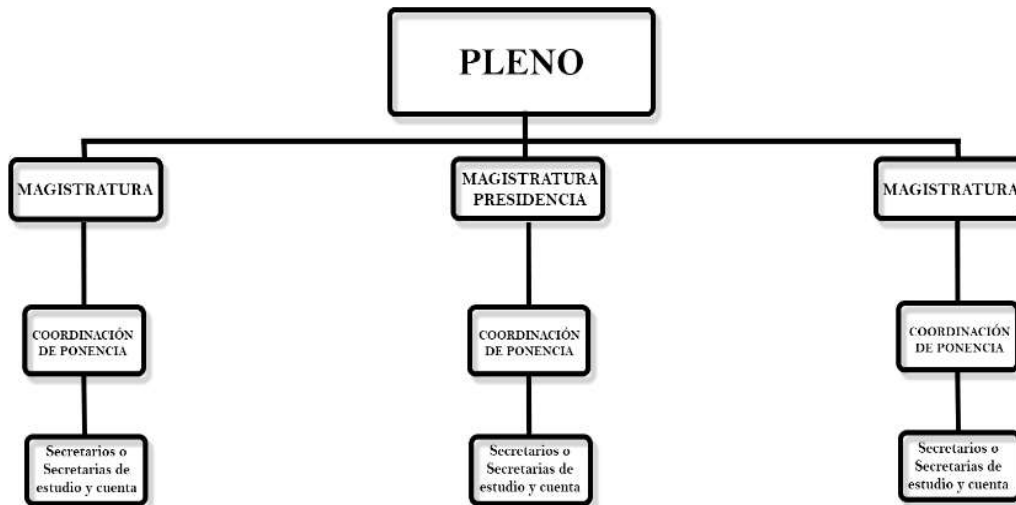 PLENO
MAGISTRATURA
MAGISTRATURA
PRESIDENCIA
MAGISTRATURA
COORDINACIÓN
DE PONENCIA
COORDINACIÓN
DE PONENCIA
COORDINACIÓN
DE PONENCIA
Secretarios o
Secretarias de
estudio y cuenta
Secretarios o
Secretarias de
estudio y cuenta
Secretarios o
Secretarias de
estudio y cuenta